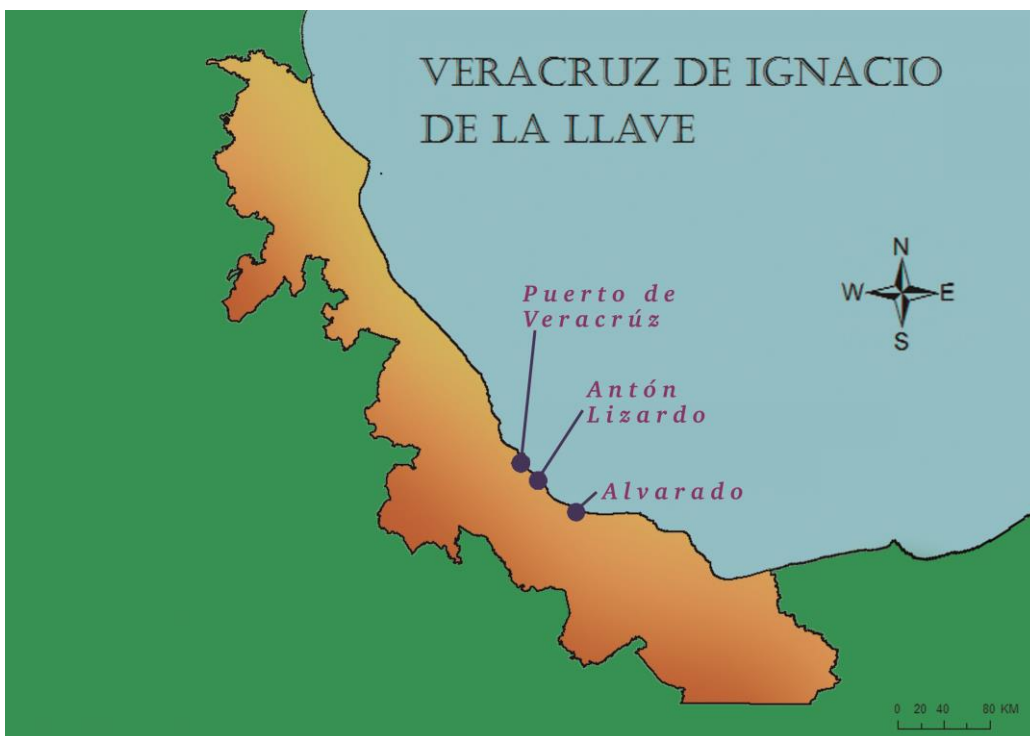 VERACRUZ DE IGNACIO
DE LA LLAVE
N
W E
S
Puerto de
Veracrúz
Antón
Lizardo
Alvarado
0 20 40 80 KM